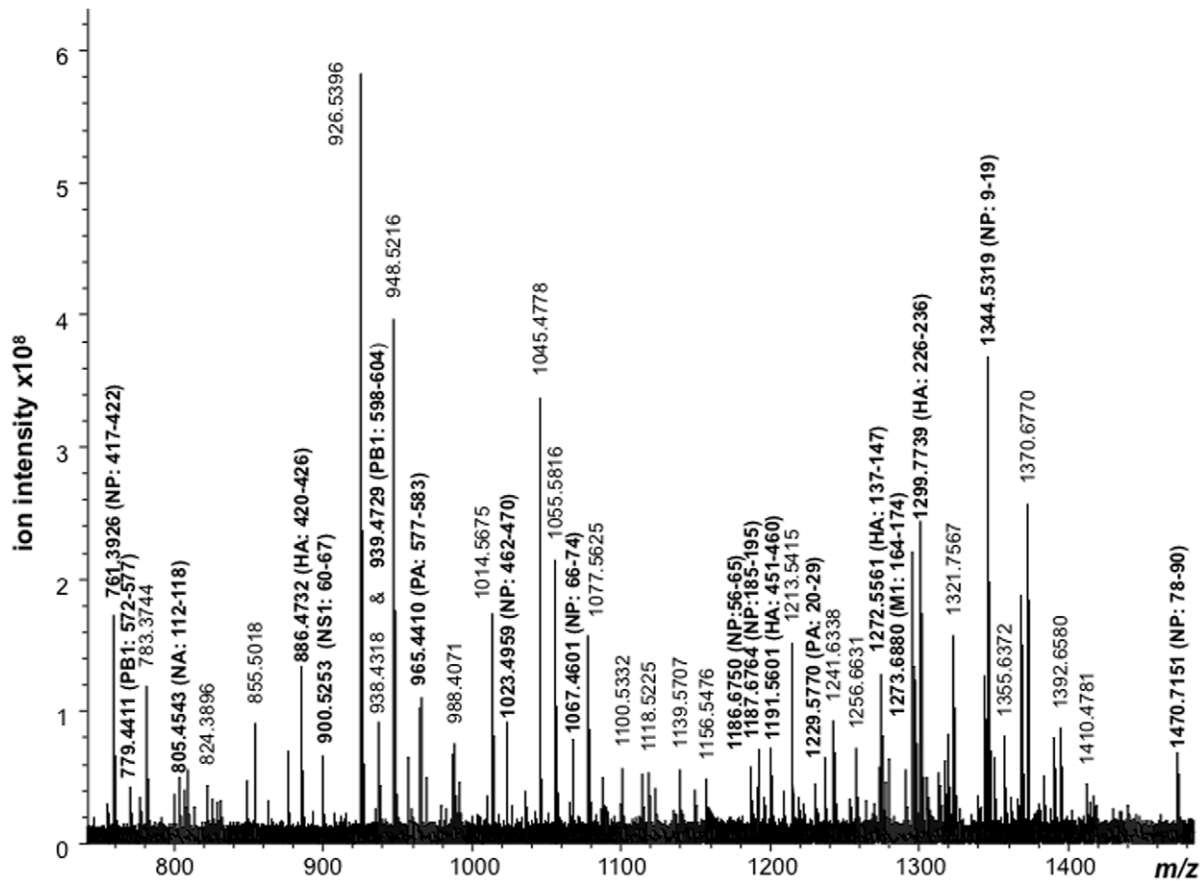 ion intensity x10⁸
6
5
4
3
2
1
0
761.3926 (NP: 417-422)
779.4411 (PB1: 572-577)
783.3744
805.4543 (NA: 112-118)
824.3896
855.5018
886.4732 (HA: 420-426)
900.5253 (NS1: 60-67)
926.5396
938.4318 & 939.4729 (PB1: 598-604)
948.5216
965.4410 (PA: 577-583)
988.4071
1014.5675
1023.4959 (NP: 462-470)
1045.4778
1055.5816
1067.4601 (NP: 66-74)
1077.5625
1100.5332
1118.5225
1139.5707
1156.5476
1186.6750 (NP:56-65)
1187.6764 (NP:185-195)
1191.5601 (HA: 451-460)
1213.5415
1229.5770 (PA: 20-29)
1241.6338
1256.6631
1272.5561 (HA: 137-147)
1273.6880 (M1: 164-174)
1299.7739 (HA: 226-236)
1321.7567
1344.5319 (NP: 9-19)
1355.6372
1370.6770
1392.6580
1410.4781
1470.7151 (NP: 78-90)
800 900 1000 1100 1200 1300 1400 m/z